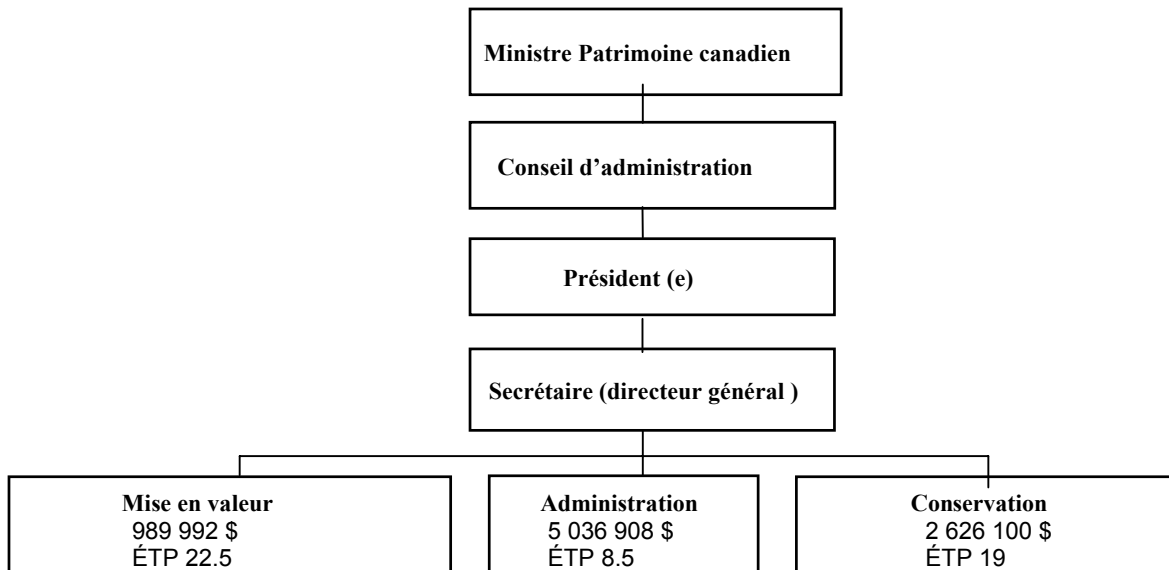 Ministre Patrimoine canadien
Conseil d’administration
Président (e)
Secrétaire (directeur général )
Mise en valeur
989 992 $
ÉTP 22.5
Administration
5 036 908 $
ÉTP 8.5
Conservation
2 626 100 $
ÉTP 19